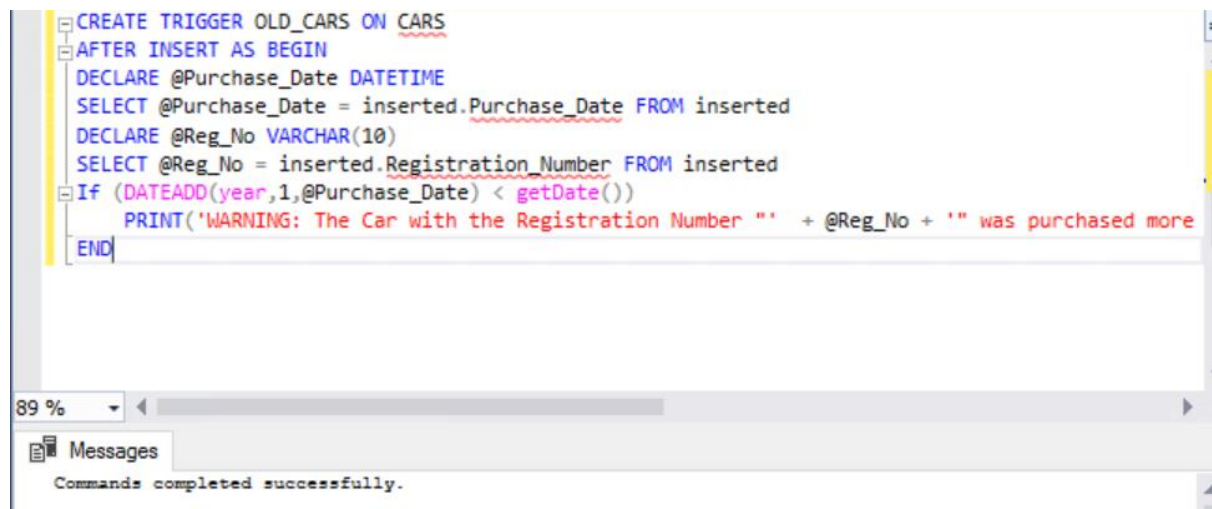 CREATE TRIGGER OLD_CARS ON CARS
AFTER INSERT AS BEGIN
DECLARE @Purchase_Date DATETIME
SELECT @Purchase_Date = inserted.Purchase_Date FROM inserted
DECLARE @Reg_No VARCHAR(10)
SELECT @Reg_No = inserted.Registration_Number FROM inserted
If (DATEADD(year,1,@Purchase_Date) < getDate())
PRINT('WARNING: The Car with the Registration Number "' + @Reg_No + '" was purchased more
END
89 %
Messages
Commands completed successfully.